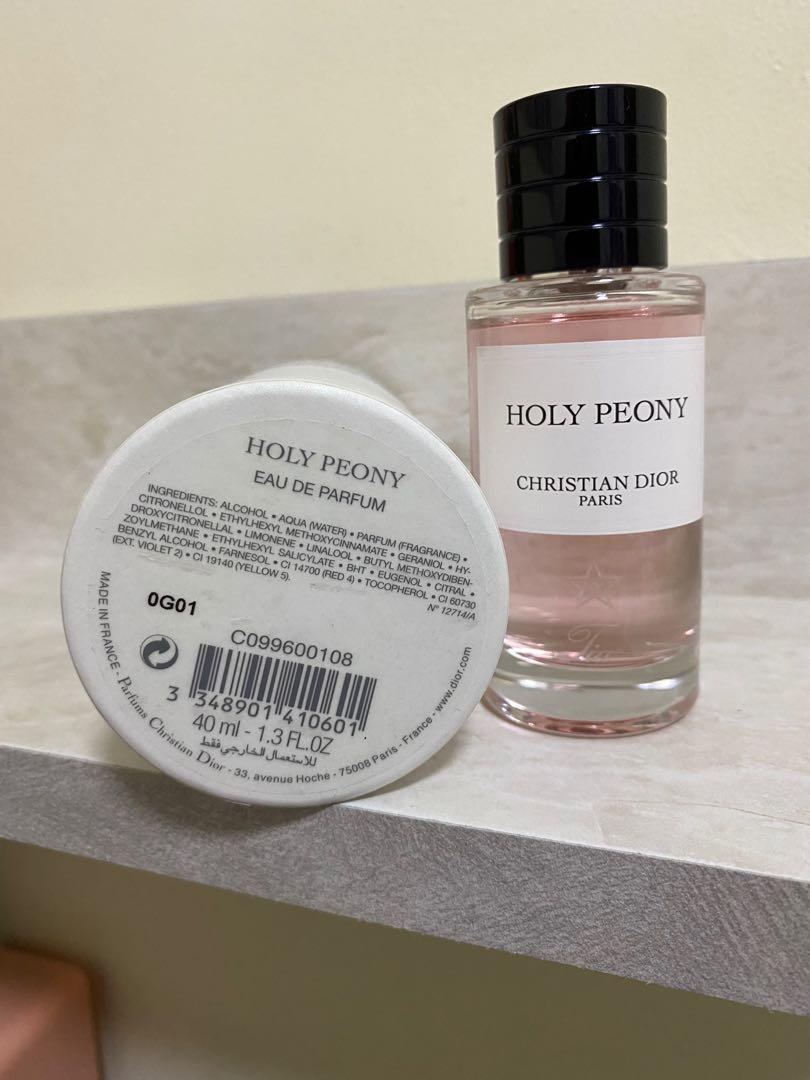 HOLY PEONY
EAU DE PARFUM
INGREDIENTS: ALCOHOL • AQUA (WATER) • PARFUM (FRAGRANCE) •
CITRONELLOL • ETHYLHEXYL METHOXYCINNAMATE • GERANIOL • HY-
DROXYCITRONELLAL • LIMONENE • LINALOOL • BUTYL METHOXYDIBEN-
ZOYLMETHANE • ETHYLHEXYL SALICYLATE • BHT • EUGENOL • CITRAL •
BENZYL ALCOHOL • FARNESOL • CI 14700 (RED 4) • TOCOPHEROL • CI 60730
(EXT. VIOLET 2) • CI 19140 (YELLOW 5).
N° 12714/A
0G01
C099600108
3 348901 410601
40 ml - 1.3 FL.OZ
للاستعمال الخارجي فقط
MADE IN FRANCE - Parfums Christian Dior - 33, avenue Hoche - 75008 Paris - France - www.dior.com
HOLY PEONY
CHRISTIAN DIOR
PARIS